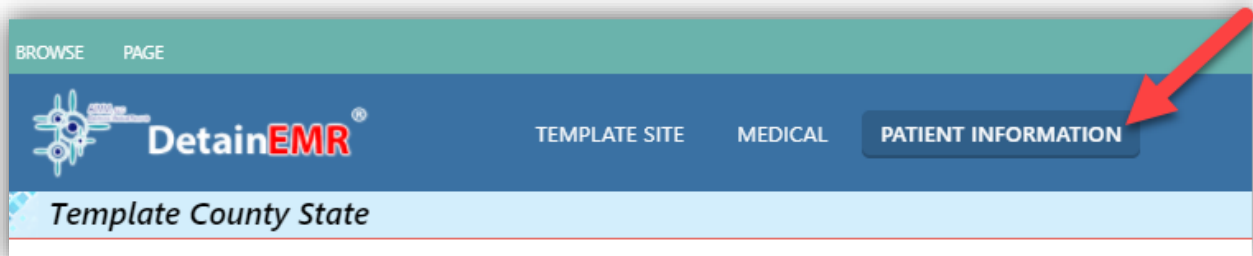 BROWSE PAGE
DetainEMR®
TEMPLATE SITE MEDICAL PATIENT INFORMATION
Template County State